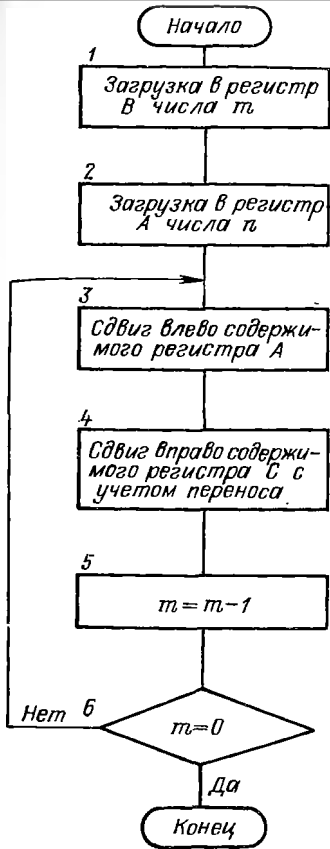 Начало
1
Загрузка в регистр
В числа m
2
Загрузка в регистр
А числа n
3
Сдвиг влево содержи-
мого регистра А
4
Сдвиг вправо содержи-
мого регистра С с
учетом переноса
5
m=m-1
Нет 6
m=0
Да
Конец